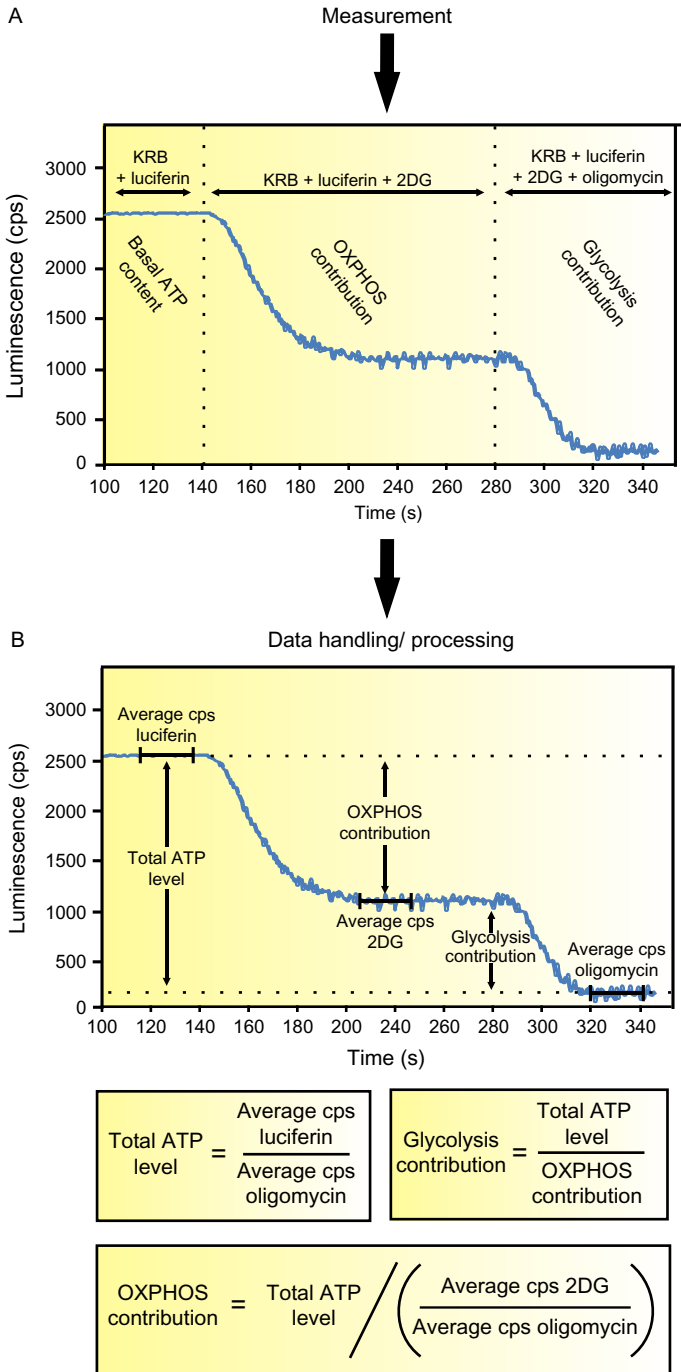 A
Measurement
KRB
+ luciferin
KRB + luciferin + 2DG
KRB + luciferin
+ 2DG + oligomycin
3000
2500
2000
1500
1000
500
0
Luminescence (cps)
Basal ATP
content
OXPHOS
contribution
Glycolysis
contribution
100 120 140 160 180 200 220 240 260 280 300 320 340
Time (s)
B
Data handling/ processing
3000
2500
2000
1500
1000
500
0
Luminescence (cps)
Average cps
luciferin
Total ATP
level
OXPHOS
contribution
Average cps
2DG
Glycolysis
contribution
Average cps
oligomycin
100 120 140 160 180 200 220 240 260 280 300 320 340
Time (s)
Total ATP
level
=
Average cps
luciferin
Average cps
oligomycin
Glycolysis
contribution
=
Total ATP
level
OXPHOS
contribution
OXPHOS
contribution
=
Total ATP
level
/
(
Average cps 2DG
Average cps oligomycin
)